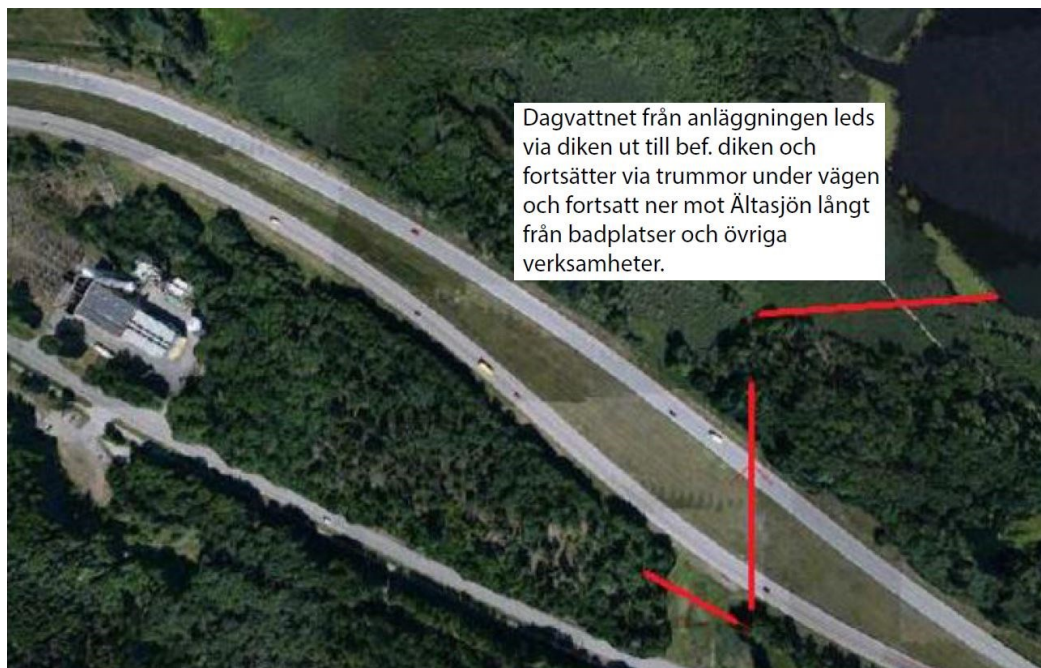 Dagvattnet från anläggningen leds
via diken ut till bef. diken och
fortsätter via trummor under vägen
och fortsatt ner mot Ältasjön långt
från badplatser och övriga
verksamheter.